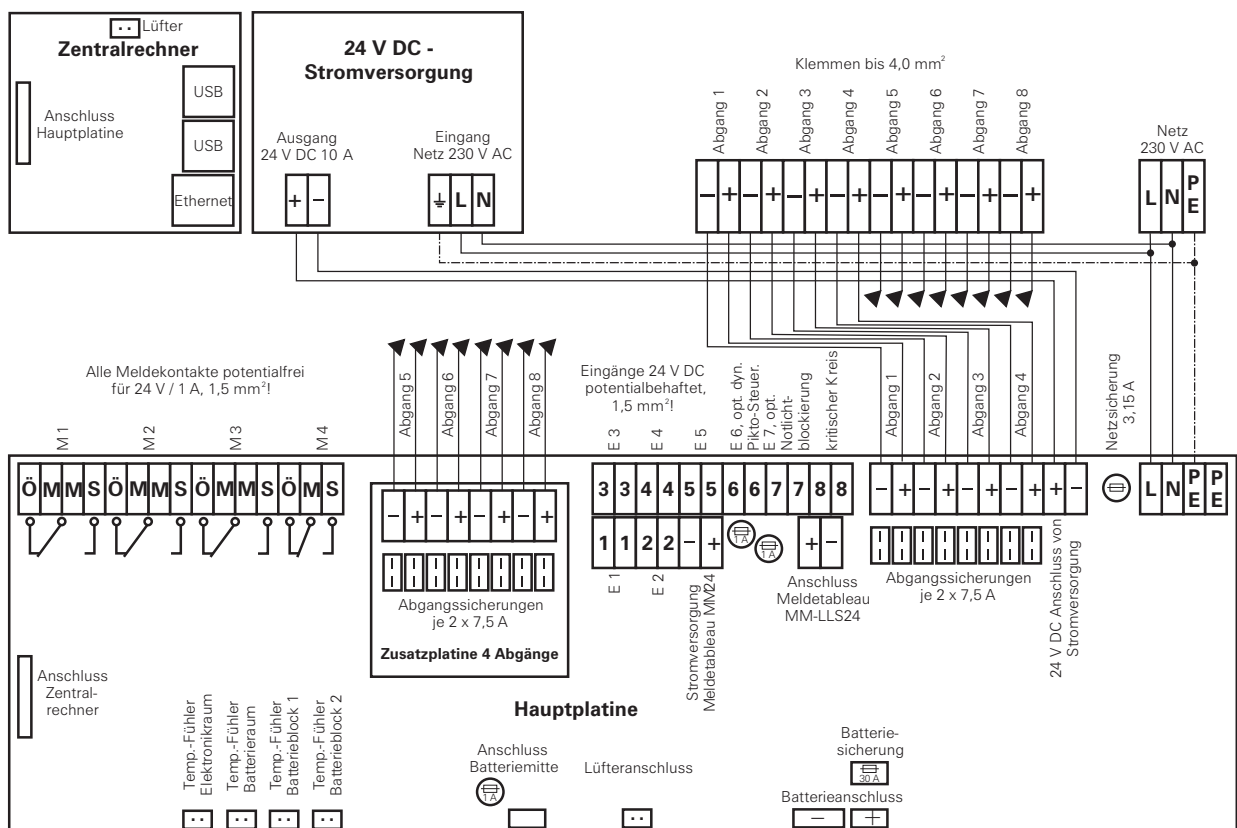 Lüfter
Zentralrechner
Anschluss
Hauptplatine
USB
USB
Ethernet
24 V DC -
Stromversorgung
Ausgang
24 V DC 10 A
Eingang
Netz 230 V AC
+ −
L N
Klemmen bis 4,0 mm²
Abgang 1
Abgang 2
Abgang 3
Abgang 4
Abgang 5
Abgang 6
Abgang 7
Abgang 8
− + − + − + − + − + − + − + − +
Netz
230 V AC
L N PE
Alle Meldekontakte potentialfrei
für 24 V / 1 A, 1,5 mm²!
M 1
M 2
M 3
M 4
Ö M M S Ö M M S Ö M M S Ö M S
Abgang 5
Abgang 6
Abgang 7
Abgang 8
− + − + − + − +
Abgangssicherungen
je 2 x 7,5 A
Zusatzplatine 4 Abgänge
Eingänge 24 V DC
potentialbehaftet,
1,5 mm²!
E 3
E 4
E 5
E 6, opt. dyn.
Pikto-Steuer.
E 7, opt.
Notlicht-
blockierung
kritischer Kreis
3 3 4 4 5 5 6 6 7 7 8 8
1 1 2 2 − +
1 A
1 A
+ −
E 1
E 2
Stromversorgung
Meldetableau MM24
Anschluss
Meldetableau
MM-LLS24
Abgang 1
Abgang 2
Abgang 3
Abgang 4
− + − + − + − + + −
Abgangssicherungen
je 2 x 7,5 A
24 V DC Anschluss von
Stromversorgung
Netzsicherung
3,15 A
L N PE PE
Anschluss
Zentral-
rechner
Temp.-Fühler
Elektronikraum
Temp.-Fühler
Batterieraum
Temp.-Fühler
Batterieblock 1
Temp.-Fühler
Batterieblock 2
Hauptplatine
Anschluss
Batteriemitte
1 A
Lüfteranschluss
Batterie-
sicherung
30 A
Batterieanschluss
− +